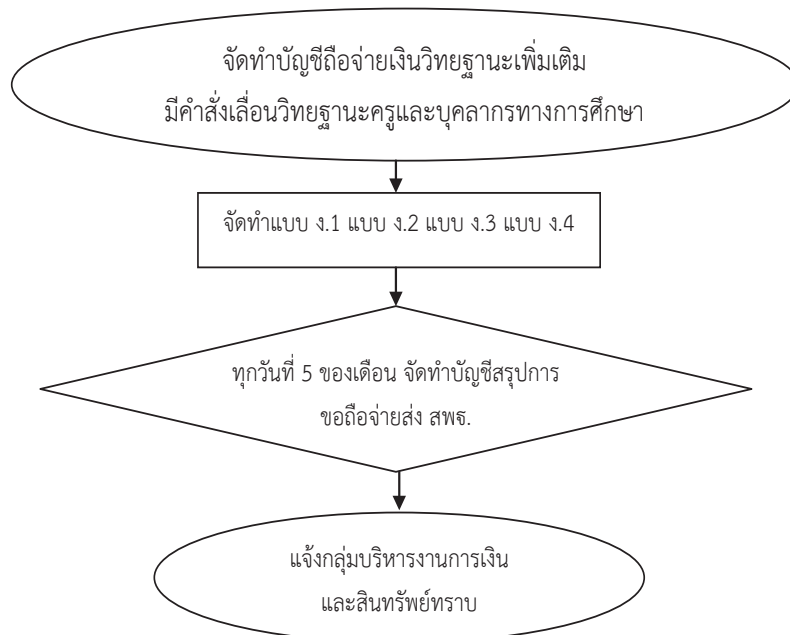 จัดทำบัญชีถือจ่ายเงินวิทยฐานะเพิ่มเติม
มีคำสั่งเลื่อนวิทยฐานะครูและบุคลากรทางการศึกษา
จัดทำแบบ ง.1 แบบ ง.2 แบบ ง.3 แบบ ง.4
ทุกวันที่ 5 ของเดือน จัดทำบัญชีสรุปการ
ขอถือจ่ายส่ง สพฐ.
แจ้งกลุ่มบริหารงานการเงิน
และสินทรัพย์ทราบ